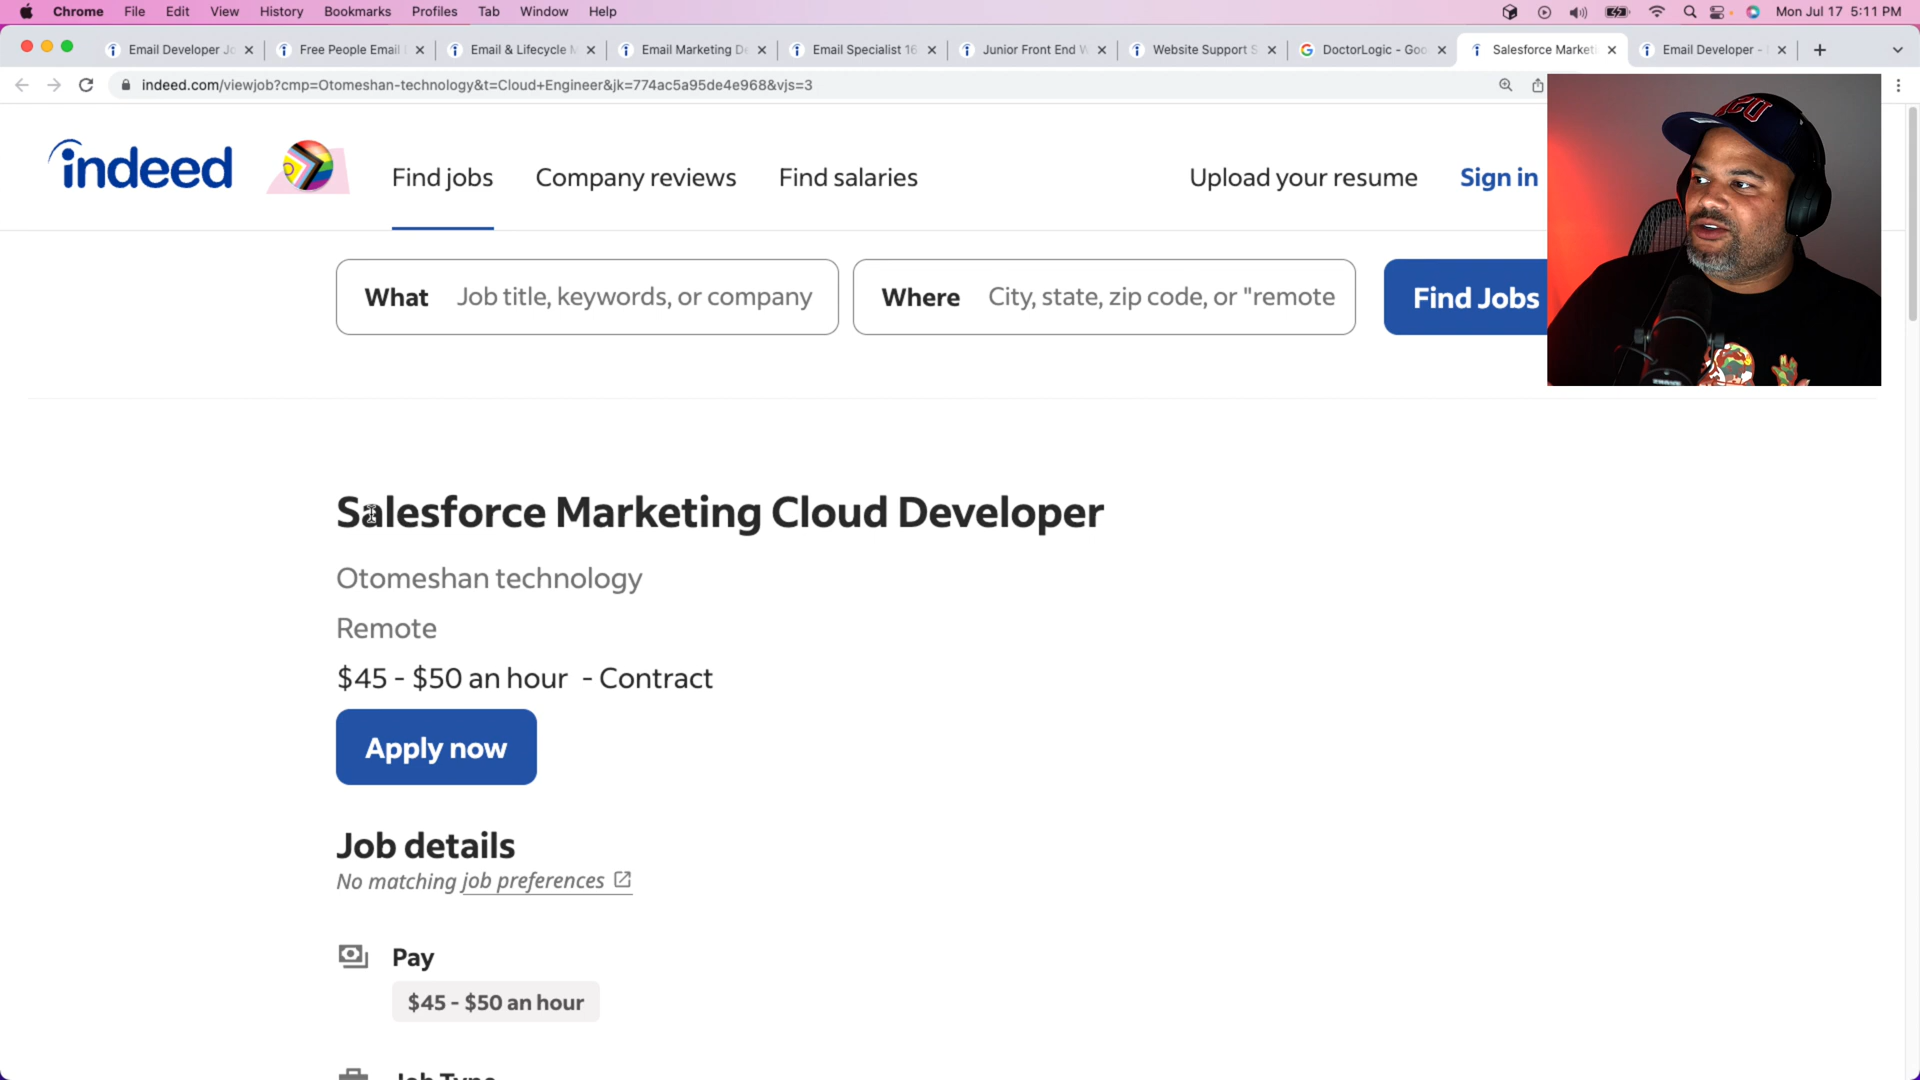 Chrome File Edit View History Bookmarks Profiles Tab Window Help Mon Jul 17 5:11 PM
Email Developer Jo Free People Email Email & Lifecycle M Email Marketing De Email Specialist 16 Junior Front End W Website Support S DoctorLogic - Goo Salesforce Market Email Developer -
indeed.com/viewjob?cmp=Otomeshan-technology&t=Cloud+Engineer&jk=774ac5a95de4e968&vjs=3
indeed Find jobs Company reviews Find salaries Upload your resume Sign in
What Job title, keywords, or company Where City, state, zip code, or "remote Find Jobs
Salesforce Marketing Cloud Developer
Otomeshan technology
Remote
$45 - $50 an hour - Contract
Apply now
Job details
No matching job preferences
Pay
$45 - $50 an hour
Job Type